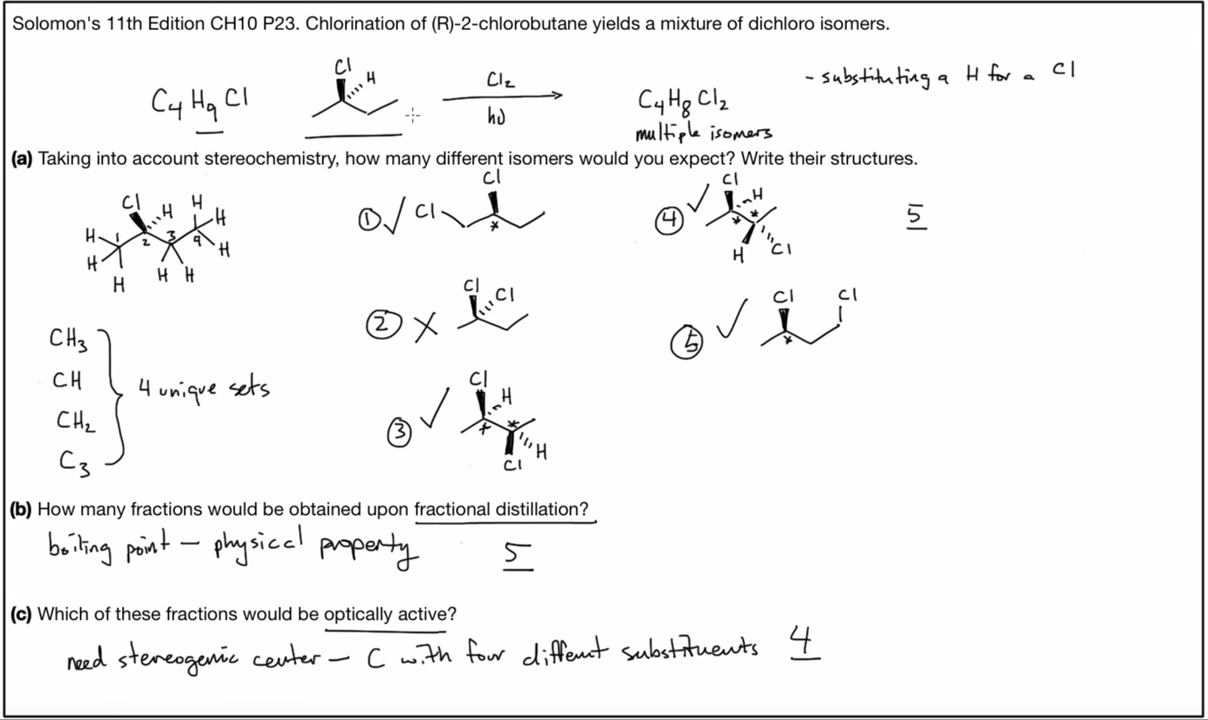 Solomon's 11th Edition CH10 P23. Chlorination of (R)-2-chlorobutane yields a mixture of dichloro isomers.
C4H9Cl
Cl
H
Cl2
hυ
C4H8Cl2
multiple isomers
- substituting a H for a Cl
(a) Taking into account stereochemistry, how many different isomers would you expect? Write their structures.
Cl H H
H 1 2 3 4 H
H H
H H H
① ✓ Cl Cl *
④ ✓ Cl H
* *
H Cl
5
② X Cl Cl
⑤ ✓ Cl Cl
*
CH3
CH
CH2
C3
4 unique sets
③ ✓ Cl H
* *
Cl H
(b) How many fractions would be obtained upon fractional distillation?
boiling point – physical property 5
(c) Which of these fractions would be optically active?
need stereogenic center – C with four different substituents 4